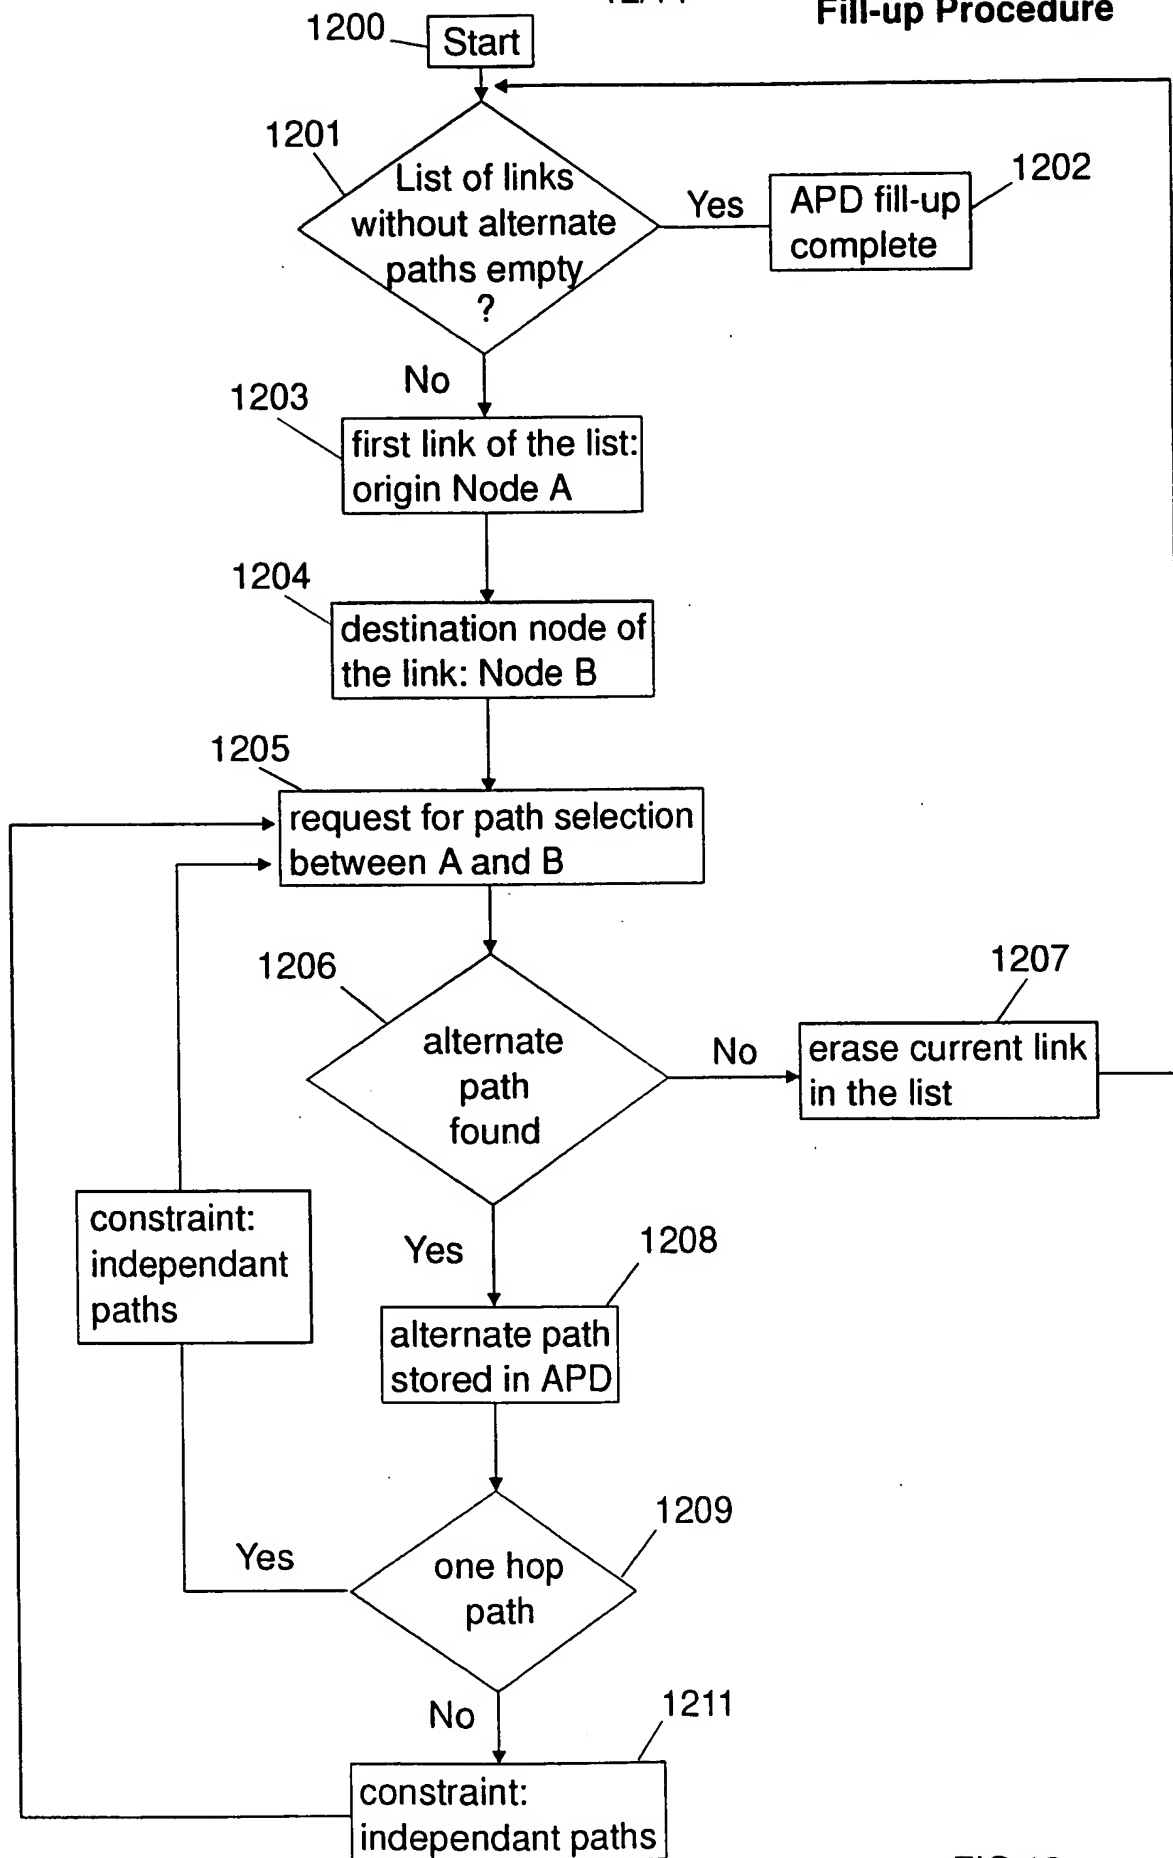 Fill-up Procedure
1200
Start
1201
List of links
without alternate
paths empty
?
Yes
1202
APD fill-up
complete
No
1203
first link of the list:
origin Node A
1204
destination node of
the link: Node B
1205
request for path selection
between A and B
1206
alternate
path
found
No
1207
erase current link
in the list
constraint:
independant
paths
Yes
1208
alternate path
stored in APD
1209
Yes
one hop
path
No
1211
constraint:
independant paths